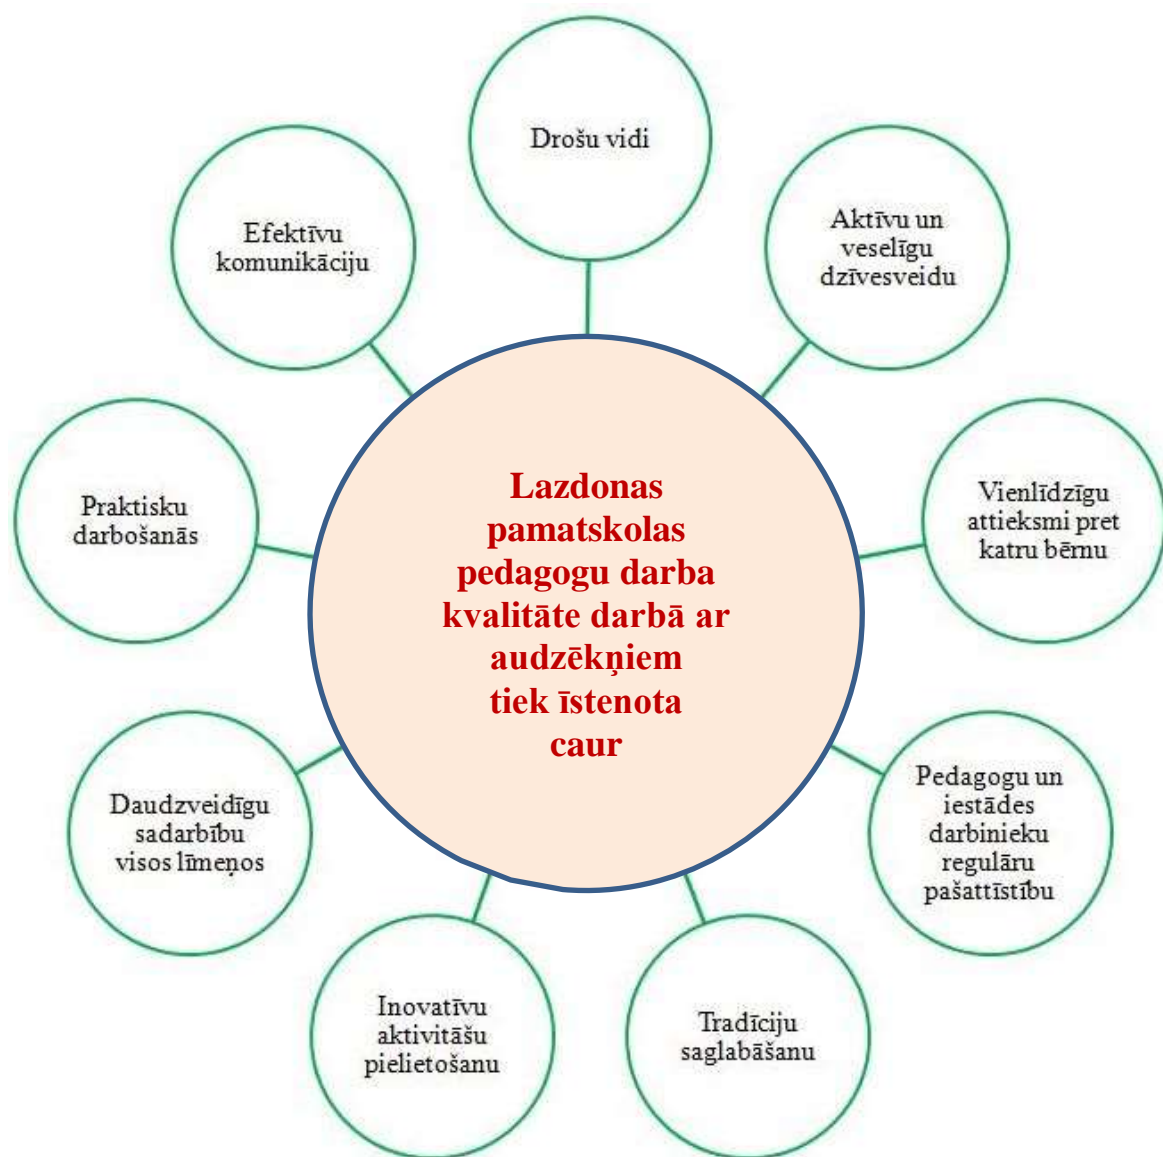 Drošu vidi
Aktīvu un
veselīgu
dzīvesveidu
Vienlīdzīgu
attieksmi pret
katru bērnu
Pedagogu un
iestādes
darbinieku
regulāru
pašattīstību
Tradīciju
saglabāšanu
Inovatīvu
aktivitāšu
pielietošanu
Daudzveidīgu
sadarbību
visos līmeņos
Praktisku
darbošanās
Efektīvu
komunikāciju
Lazdonas
pamatskolas
pedagogu darba
kvalitāte darbā ar
audzēkņiem
tiek īstenota
caur